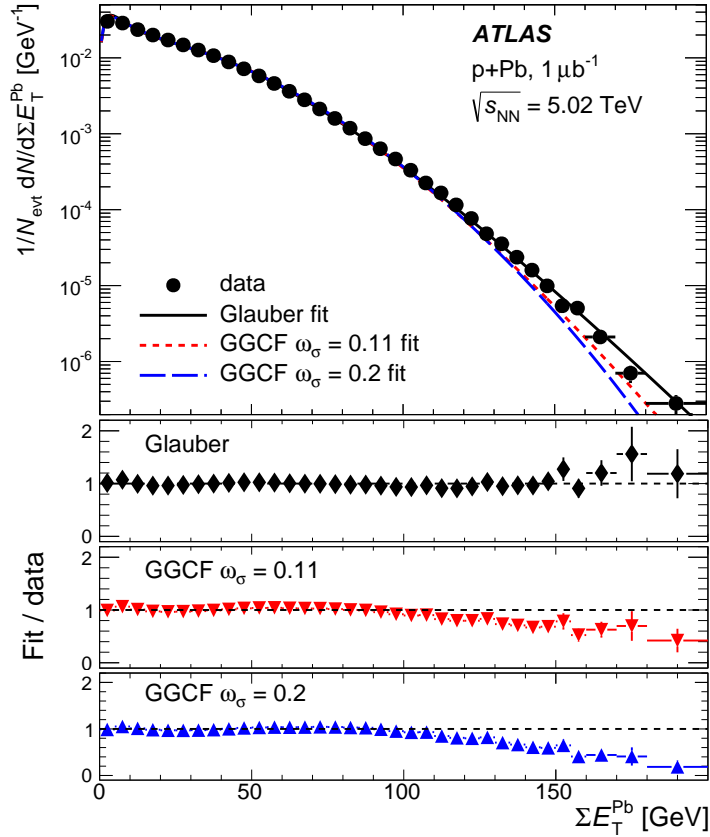 1/N_evt dN/dΣE_T^Pb [GeV⁻¹]
10⁻²
10⁻³
10⁻⁴
10⁻⁵
10⁻⁶
ATLAS
p+Pb, 1 μb⁻¹
√s_NN = 5.02 TeV
data
Glauber fit
GGCF ω_σ = 0.11 fit
GGCF ω_σ = 0.2 fit
Fit / data
2
1
0
Glauber
2
1
0
GGCF ω_σ = 0.11
2
1
0
GGCF ω_σ = 0.2
0 50 100 150
ΣE_T^Pb [GeV]